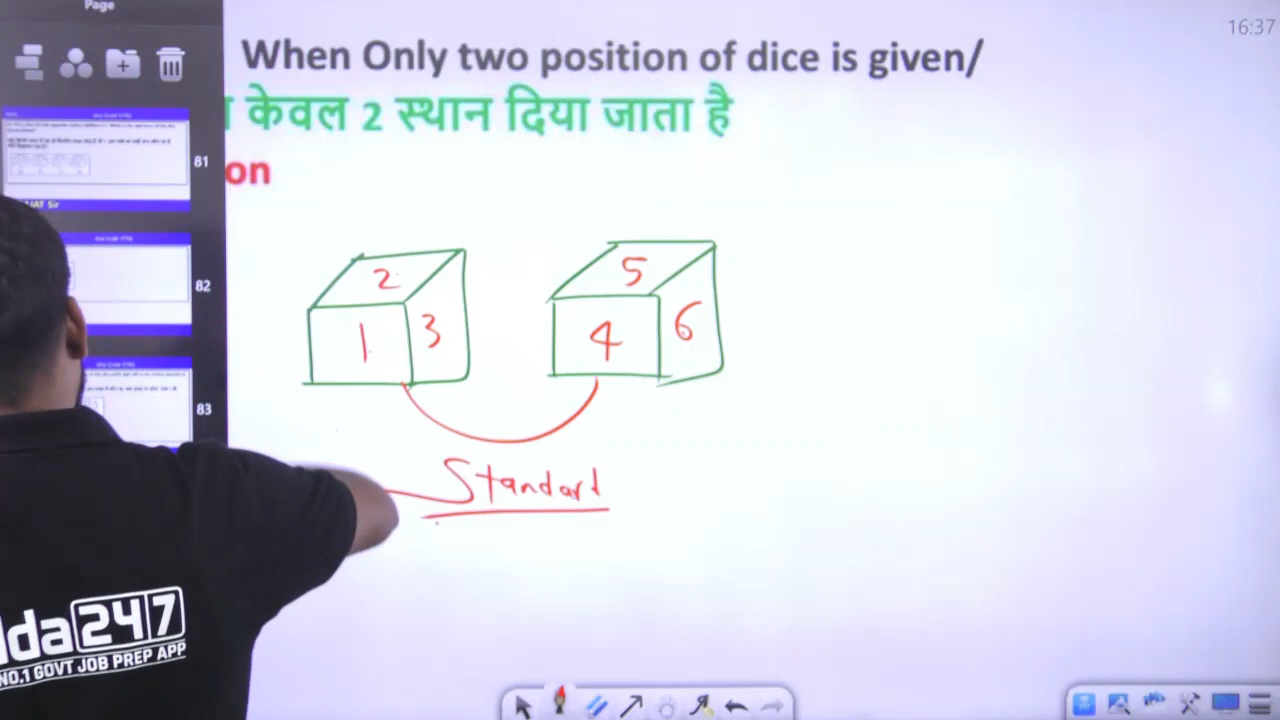 Page
16:37
When Only two position of dice is given/
केवल 2 स्थान दिया जाता है
on
81
82
83
2
1 3
5
4 6
Standard
247
NO.1 GOVT JOB PREP APP